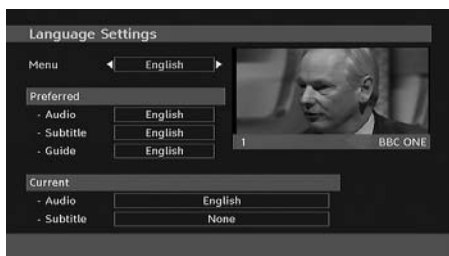 Language Settings
Menu English
Preferred
- Audio English
- Subtitle English
- Guide English
1 BBC ONE
Current
- Audio English
- Subtitle None